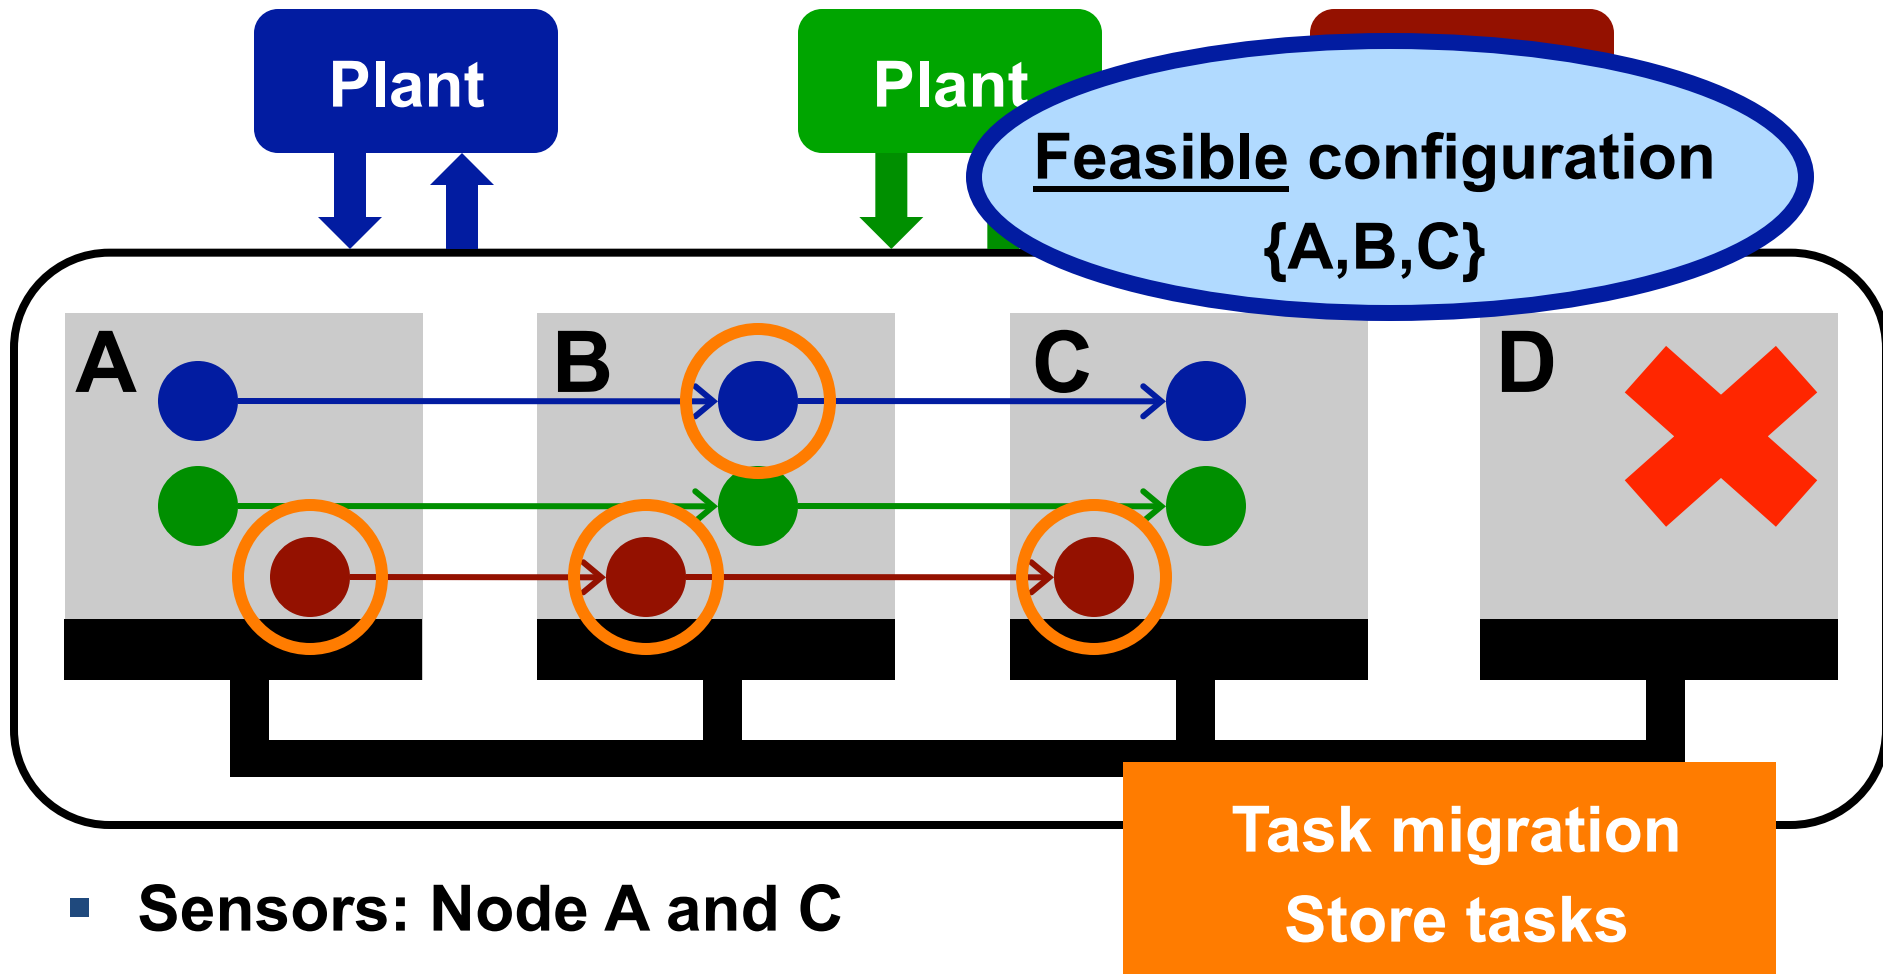 Plant
Plant
Feasible configuration
{A,B,C}
A
B
C
D
Task migration
Store tasks
▪ Sensors: Node A and C